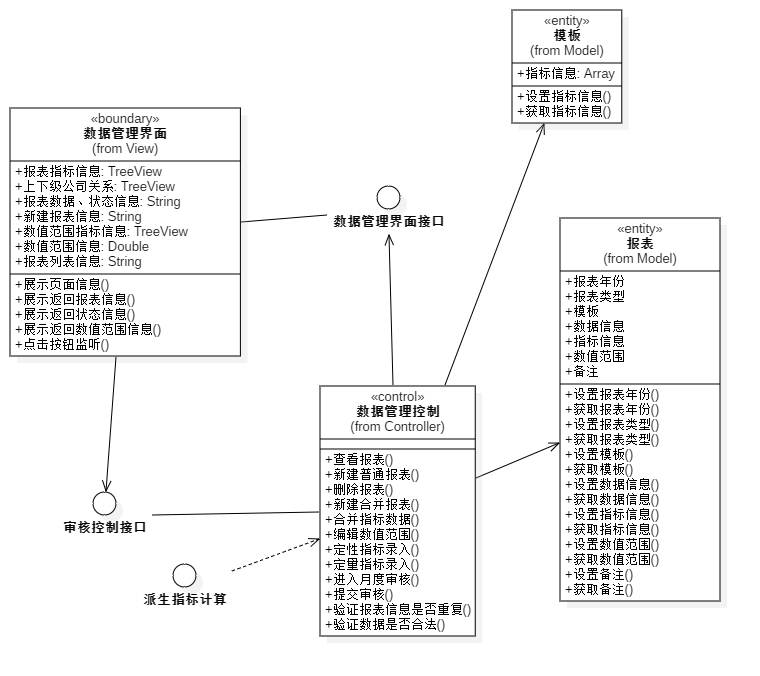 «entity»
模板
(from Model)
+指标信息: Array
+设置指标信息()
+获取指标信息()
«boundary»
数据管理界面
(from View)
+报表指标信息: TreeView
+上下级公司关系: TreeView
+报表数据、状态信息: String
+新建报表信息: String
+数值范围指标信息: TreeView
+数值范围信息: Double
+报表列表信息: String
+展示页面信息()
+展示返回报表信息()
+展示返回状态信息()
+展示返回数值范围信息()
+点击按钮监听()
数据管理界面接口
«entity»
报表
(from Model)
+报表年份
+报表类型
+模板
+数据信息
+指标信息
+数值范围
+备注
+设置报表年份()
+获取报表年份()
+设置报表类型()
+获取报表类型()
+设置模板()
+获取模板()
+设置数据信息()
+获取数据信息()
+设置指标信息()
+获取指标信息()
+设置数值范围()
+获取数值范围()
+设置备注()
+获取备注()
«control»
数据管理控制
(from Controller)
+查看报表()
+新建普通报表()
+删除报表()
+新建合并报表()
+合并指标数据()
+编辑数值范围()
+定性指标录入()
+定量指标录入()
+进入月度审核()
+提交审核()
+验证报表信息是否重复()
+验证数据是否合法()
审核控制接口
派生指标计算